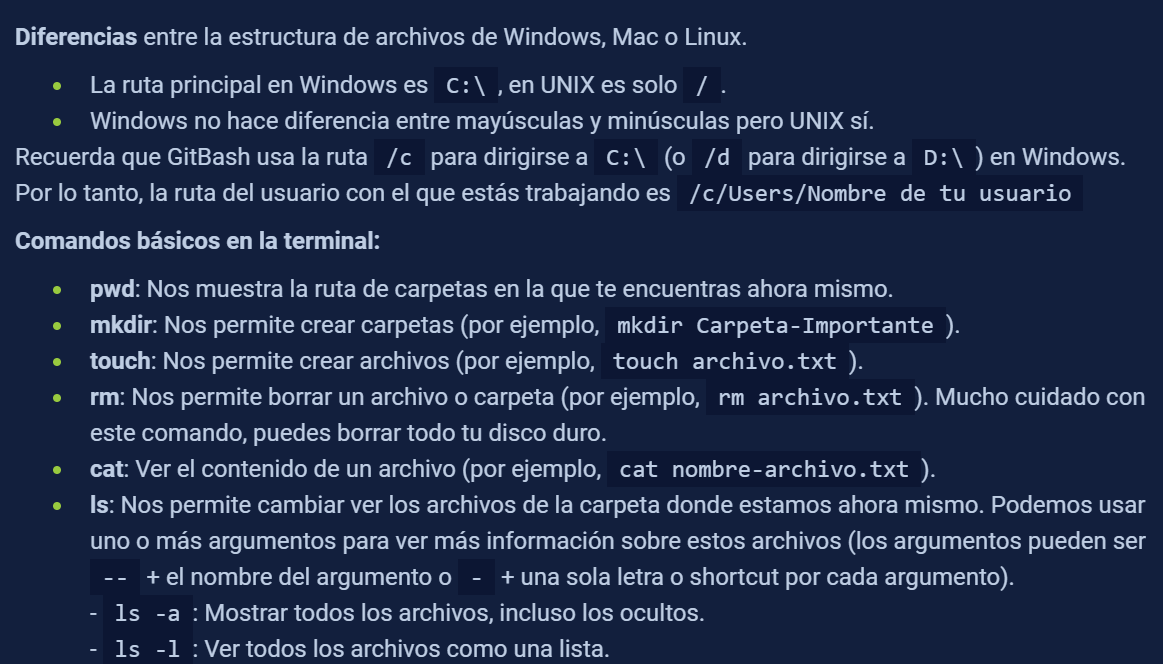 Diferencias entre la estructura de archivos de Windows, Mac o Linux.
La ruta principal en Windows es C:\, en UNIX es solo /.
Windows no hace diferencia entre mayúsculas y minúsculas pero UNIX sí.
Recuerda que GitBash usa la ruta /c para dirigirse a C:\ (o /d para dirigirse a D:\) en Windows.
Por lo tanto, la ruta del usuario con el que estás trabajando es /c/Users/Nombre de tu usuario
Comandos básicos en la terminal:
pwd: Nos muestra la ruta de carpetas en la que te encuentras ahora mismo.
mkdir: Nos permite crear carpetas (por ejemplo, mkdir Carpeta-Importante).
touch: Nos permite crear archivos (por ejemplo, touch archivo.txt).
rm: Nos permite borrar un archivo o carpeta (por ejemplo, rm archivo.txt). Mucho cuidado con
este comando, puedes borrar todo tu disco duro.
cat: Ver el contenido de un archivo (por ejemplo, cat nombre-archivo.txt).
ls: Nos permite cambiar ver los archivos de la carpeta donde estamos ahora mismo. Podemos usar
uno o más argumentos para ver más información sobre estos archivos (los argumentos pueden ser
-- + el nombre del argumento o - + una sola letra o shortcut por cada argumento).
- ls -a: Mostrar todos los archivos, incluso los ocultos.
- ls -l: Ver todos los archivos como una lista.